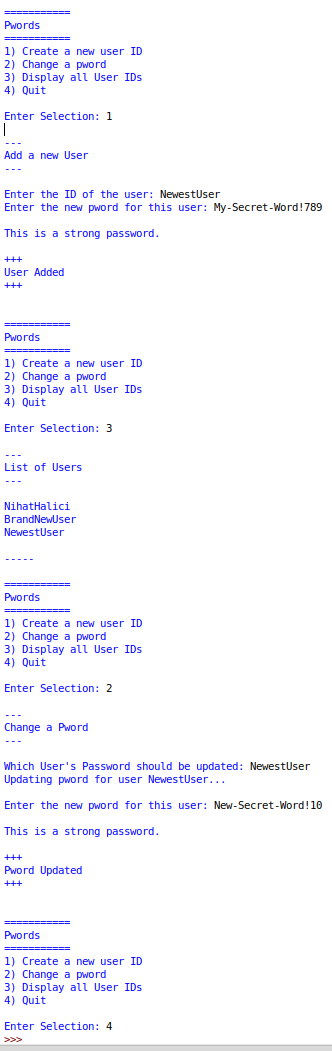 ===========
Pwords
===========
1) Create a new user ID
2) Change a pword
3) Display all User IDs
4) Quit
Enter Selection: 1
---
Add a new User
---
Enter the ID of the user: NewestUser
Enter the new pword for this user: My-Secret-Word!789
This is a strong password.
+++
User Added
+++
===========
Pwords
===========
1) Create a new user ID
2) Change a pword
3) Display all User IDs
4) Quit
Enter Selection: 3
---
List of Users
---
NihatHalici
BrandNewUser
NewestUser
-----
===========
Pwords
===========
1) Create a new user ID
2) Change a pword
3) Display all User IDs
4) Quit
Enter Selection: 2
---
Change a Pword
---
Which User's Password should be updated: NewestUser
Updating pword for user NewestUser...
Enter the new pword for this user: New-Secret-Word!10
This is a strong password.
+++
Pword Updated
+++
===========
Pwords
===========
1) Create a new user ID
2) Change a pword
3) Display all User IDs
4) Quit
Enter Selection: 4
>>>